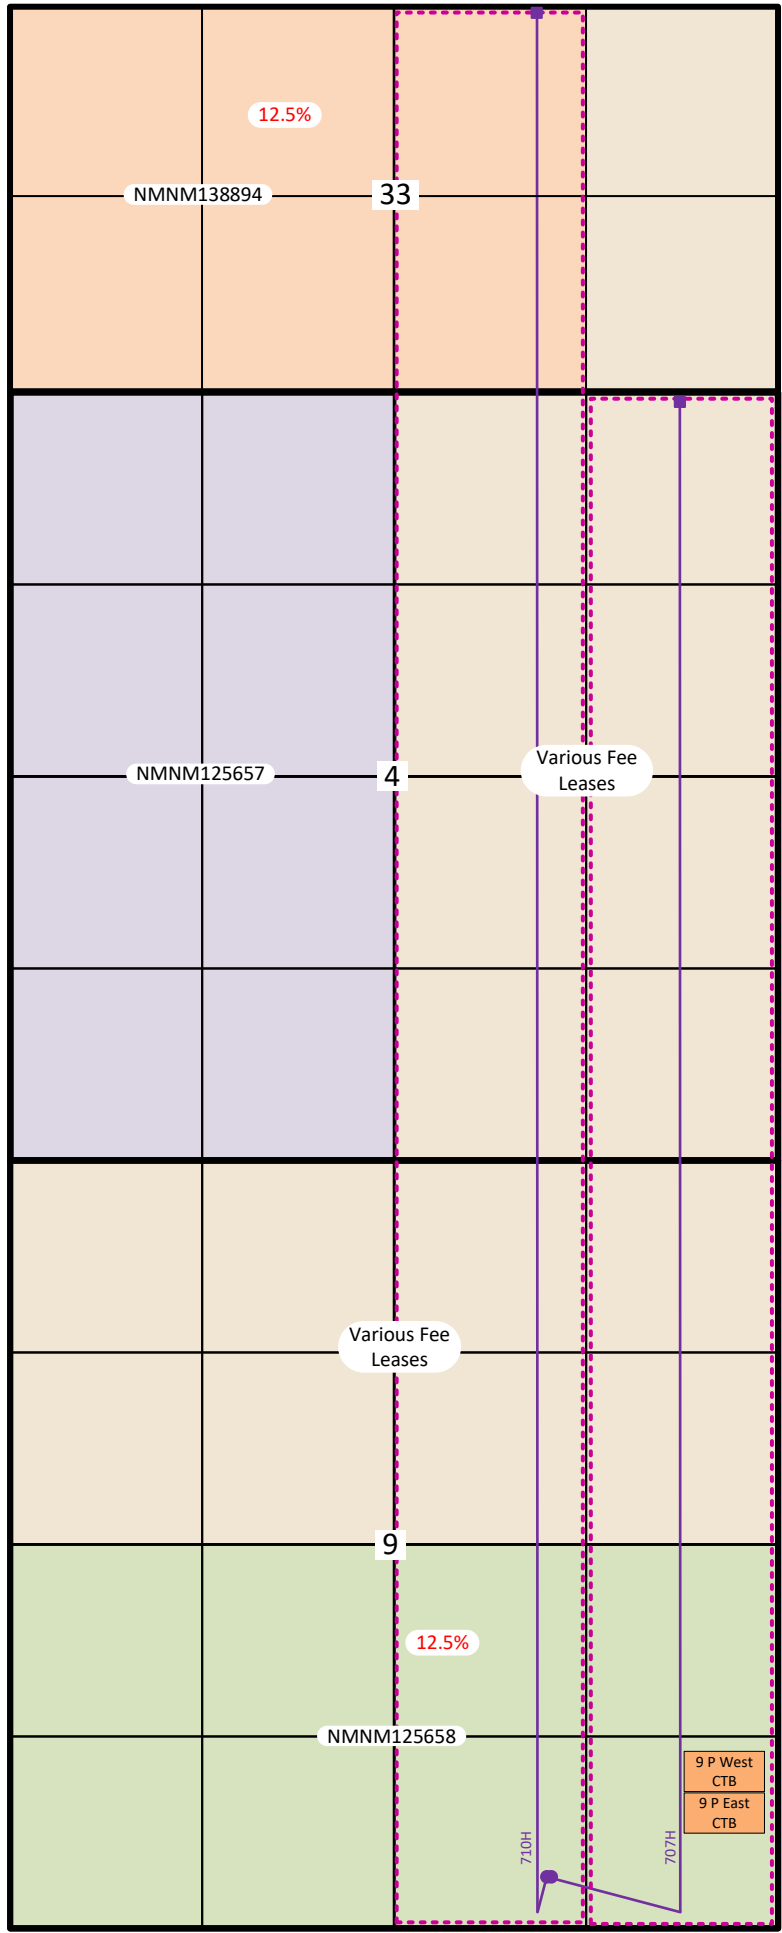 12.5%
NMNM138894
33
Various Fee
Leases
NMNM125657
4
Various Fee
Leases
9
12.5%
NMNM125658
9 P West
CTB
9 P East
CTB
710H
707H